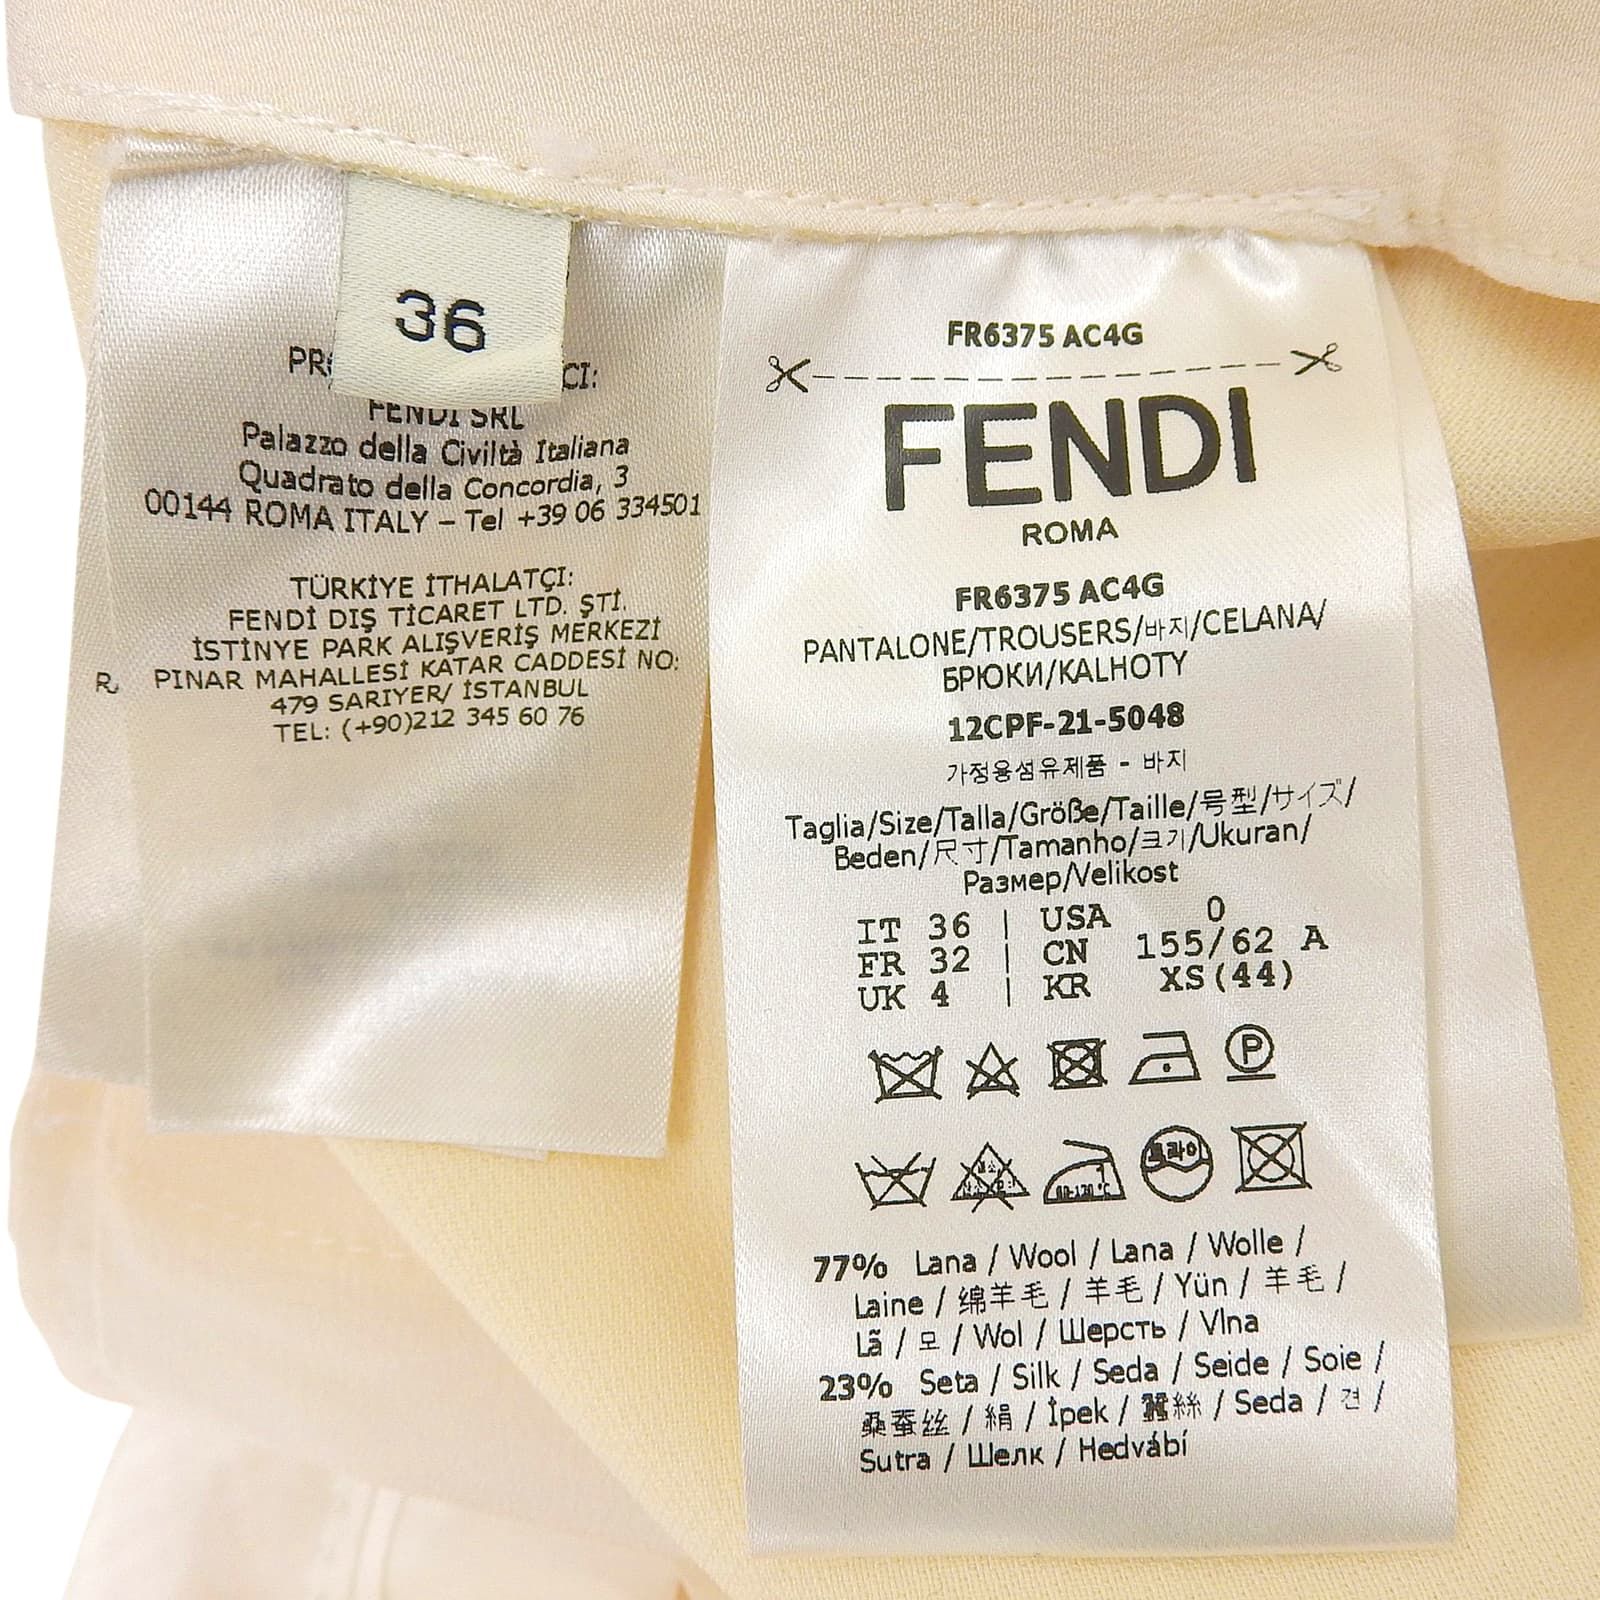 36
FENDI SRL
Palazzo della Civiltà Italiana
Quadrato della Concordia, 3
00144 ROMA ITALY – Tel +39 06 334501
TÜRKİYE İTHALATÇI:
FENDİ DIŞ TİCARET LTD. ŞTİ.
İSTİNYE PARK ALIŞVERİŞ MERKEZİ
PINAR MAHALLESİ KATAR CADDESİ NO:
479 SARIYER/ İSTANBUL
TEL: (+90)212 345 60 76
FR6375 AC4G
FENDI
ROMA
FR6375 AC4G
PANTALONE/TROUSERS/바지/CELANA/
БРЮКИ/KALHOTY
12CPF-21-5048
가정용섬유제품 - 바지
Taglia/Size/Talla/Größe/Taille/号型/サイズ/
Beden/尺寸/Tamanho/크기/Ukuran/
Размер/Velikost
IT 36 | USA 0
FR 32 | CN 155/62 A
UK 4 | KR XS(44)
P
드라이
77% Lana / Wool / Lana / Wolle /
Laine / 绵羊毛 / 羊毛 / Yün / 羊毛 /
Lã / 모 / Wol / Шерсть / Vlna
23% Seta / Silk / Seda / Seide / Soie /
桑蚕丝 / 絹 / İpek / 蠶絲 / Seda / 견 /
Sutra / Шелк / Hedvábí